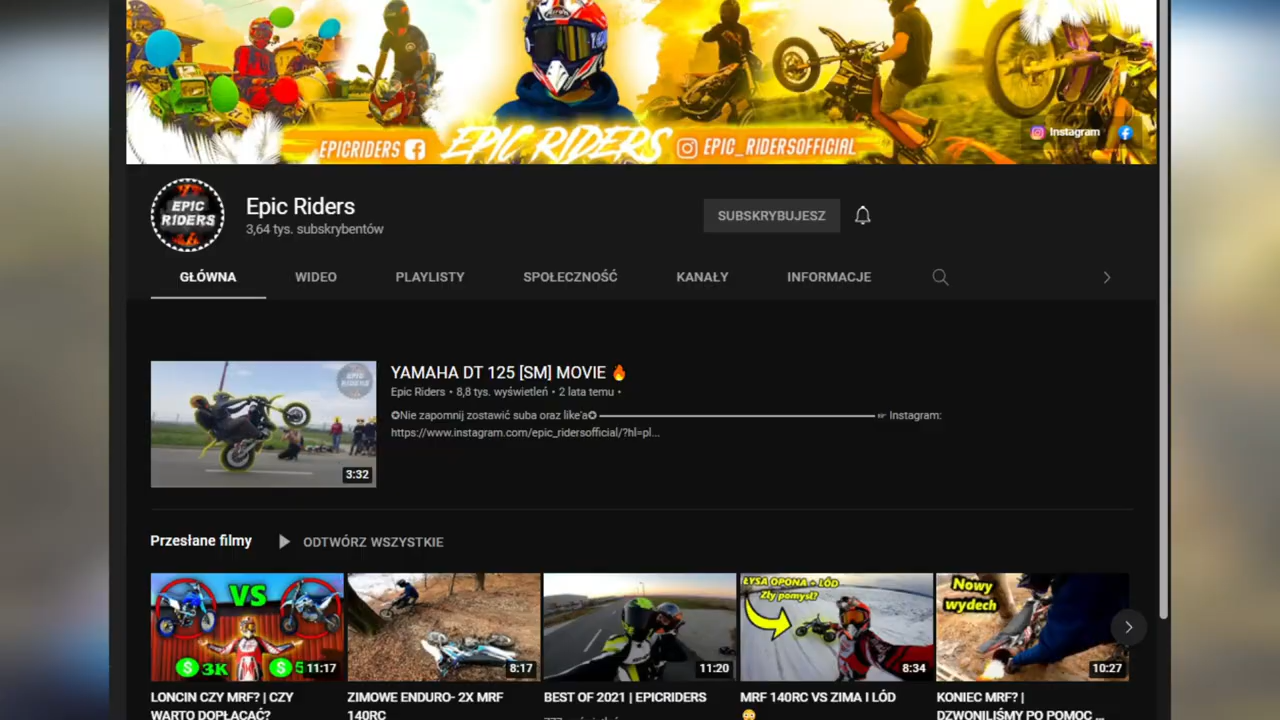 EPICRIDERS
EPIC RIDERS
EPIC_RIDERSOFFICIAL
Instagram
EPIC
RIDERS
Epic Riders
3,64 tys. subskrybentów
SUBSKRYBUJESZ
GŁÓWNA
WIDEO
PLAYLISTY
SPOŁECZNOŚĆ
KANAŁY
INFORMACJE
EPIC
RIDERS
3:32
YAMAHA DT 125 [SM] MOVIE 🔥
Epic Riders • 8,8 tys. wyświetleń • 2 lata temu •
✪Nie zapomnij zostawić suba oraz like'a✪ ━━━━━━━━━━━━━━━━━━━━━━━ ☞ Instagram:
https://www.instagram.com/epic_ridersofficial/?hl=pl...
Przesłane filmy
ODTWÓRZ WSZYSTKIE
VS
$ 3K
$ 5
11:17
8:17
11:20
ŁYSA OPONA + LÓD
Zły pomysł?
8:34
Nowy
wydech
10:27
LONCIN CZY MRF? | CZY
WARTO DOPŁACAĆ?
ZIMOWE ENDURO- 2X MRF
140RC
BEST OF 2021 | EPICRIDERS
MRF 140RC VS ZIMA I LÓD
😳
KONIEC MRF? |
DZWONILIŚMY PO POMOC ...